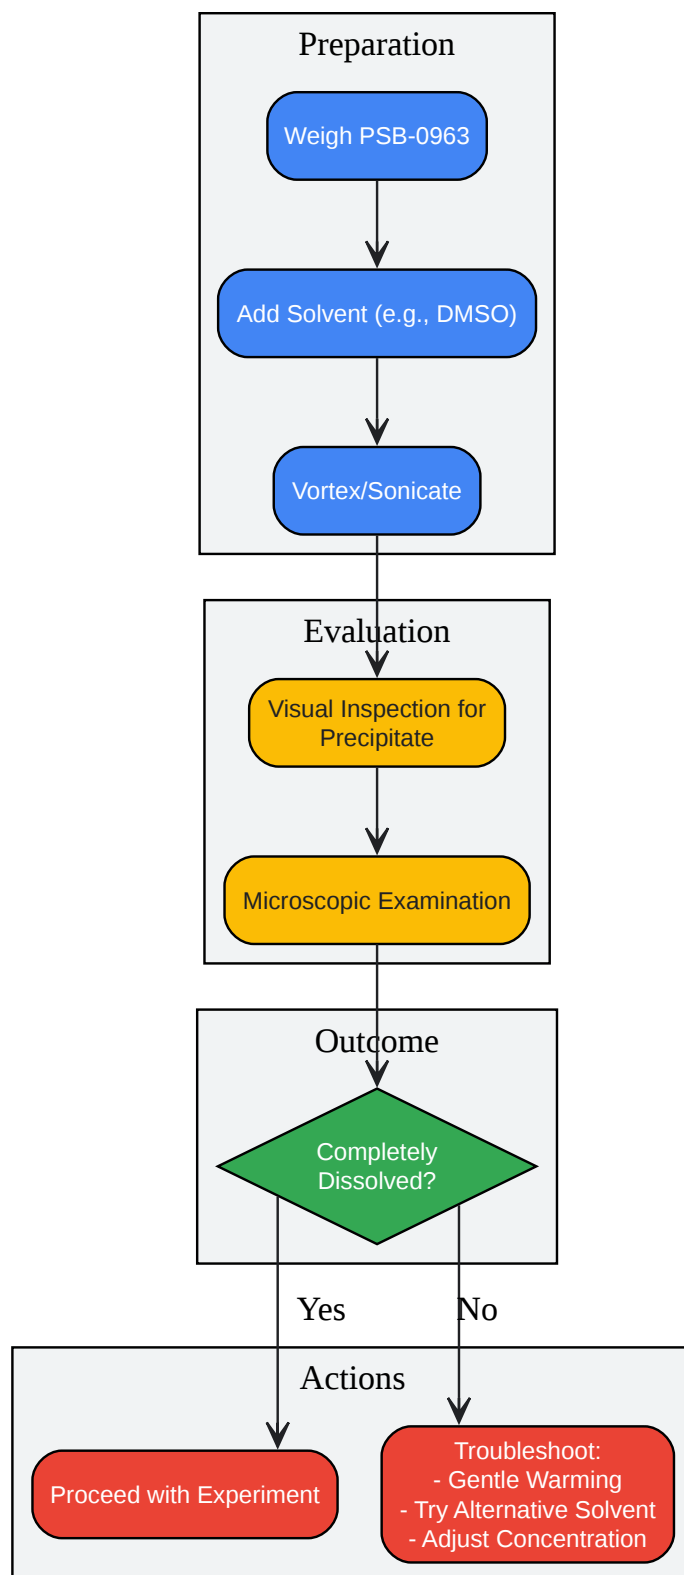 Preparation
Weigh PSB-0963
Add Solvent (e.g., DMSO)
Vortex/Sonicate
Evaluation
Visual Inspection for
Precipitate
Microscopic Examination
Outcome
Completely
Dissolved?
Yes
No
Actions
Proceed with Experiment
Troubleshoot:
- Gentle Warming
- Try Alternative Solvent
- Adjust Concentration